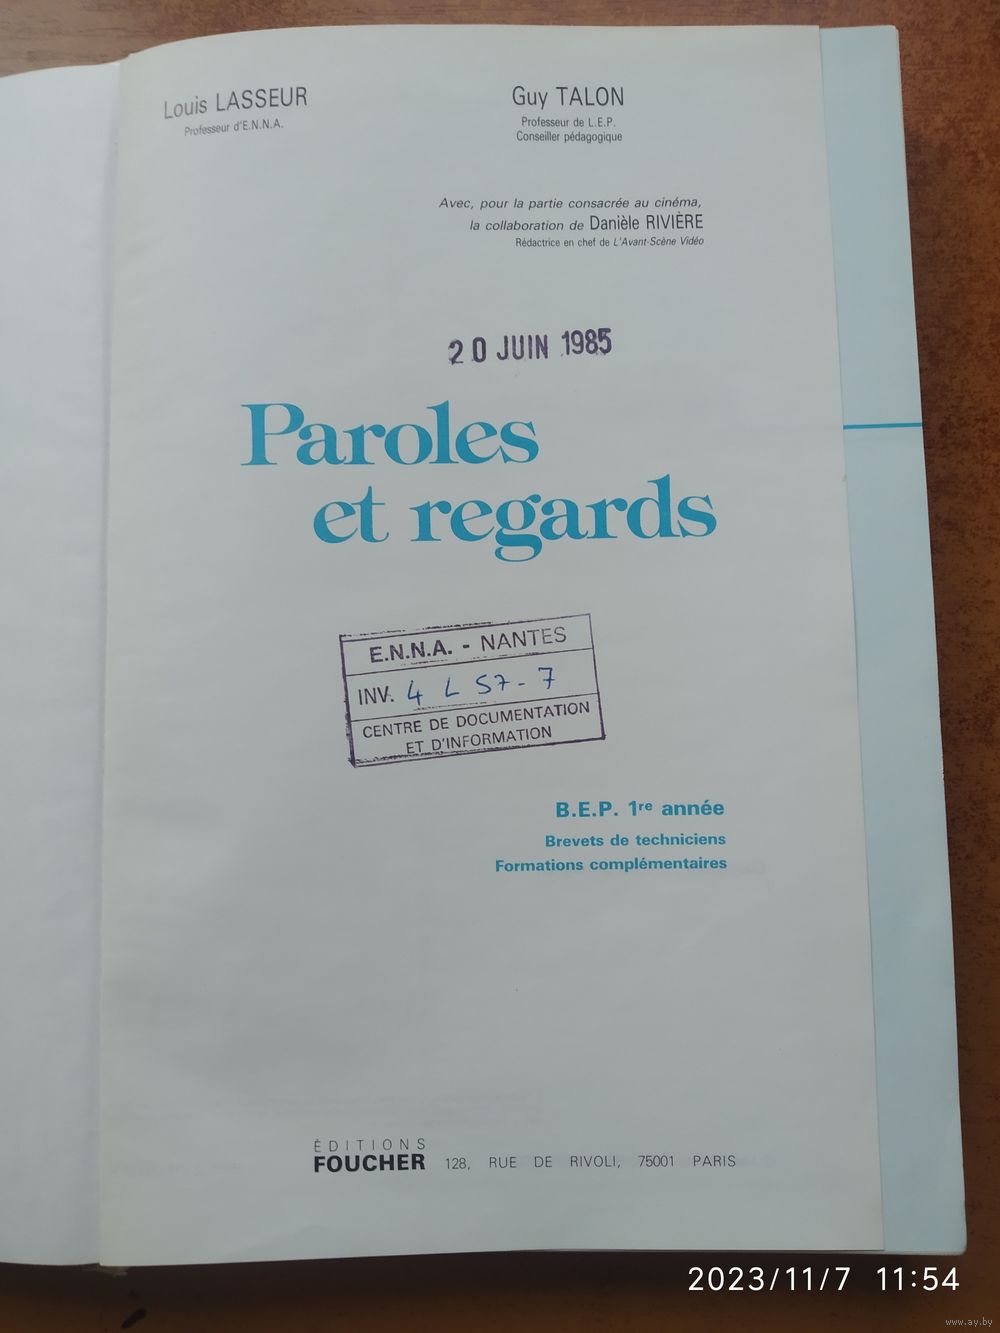 Louis LASSEUR
Professeur d'E.N.N.A.
Guy TALON
Professeur de L.E.P.
Conseiller pédagogique
Avec, pour la partie consacrée au cinéma,
la collaboration de Danièle RIVIÈRE
Rédactrice en chef de L'Avant-Scène Vidéo
20 JUIN 1985
Paroles
et regards
E.N.N.A. - NANTES
INV. 4 L 57-7
CENTRE DE DOCUMENTATION
ET D'INFORMATION
B.E.P. 1re année
Brevets de techniciens
Formations complémentaires
ÉDITIONS
FOUCHER 128, RUE DE RIVOLI, 75001 PARIS
2023/11/7 11:54
www.ay.by